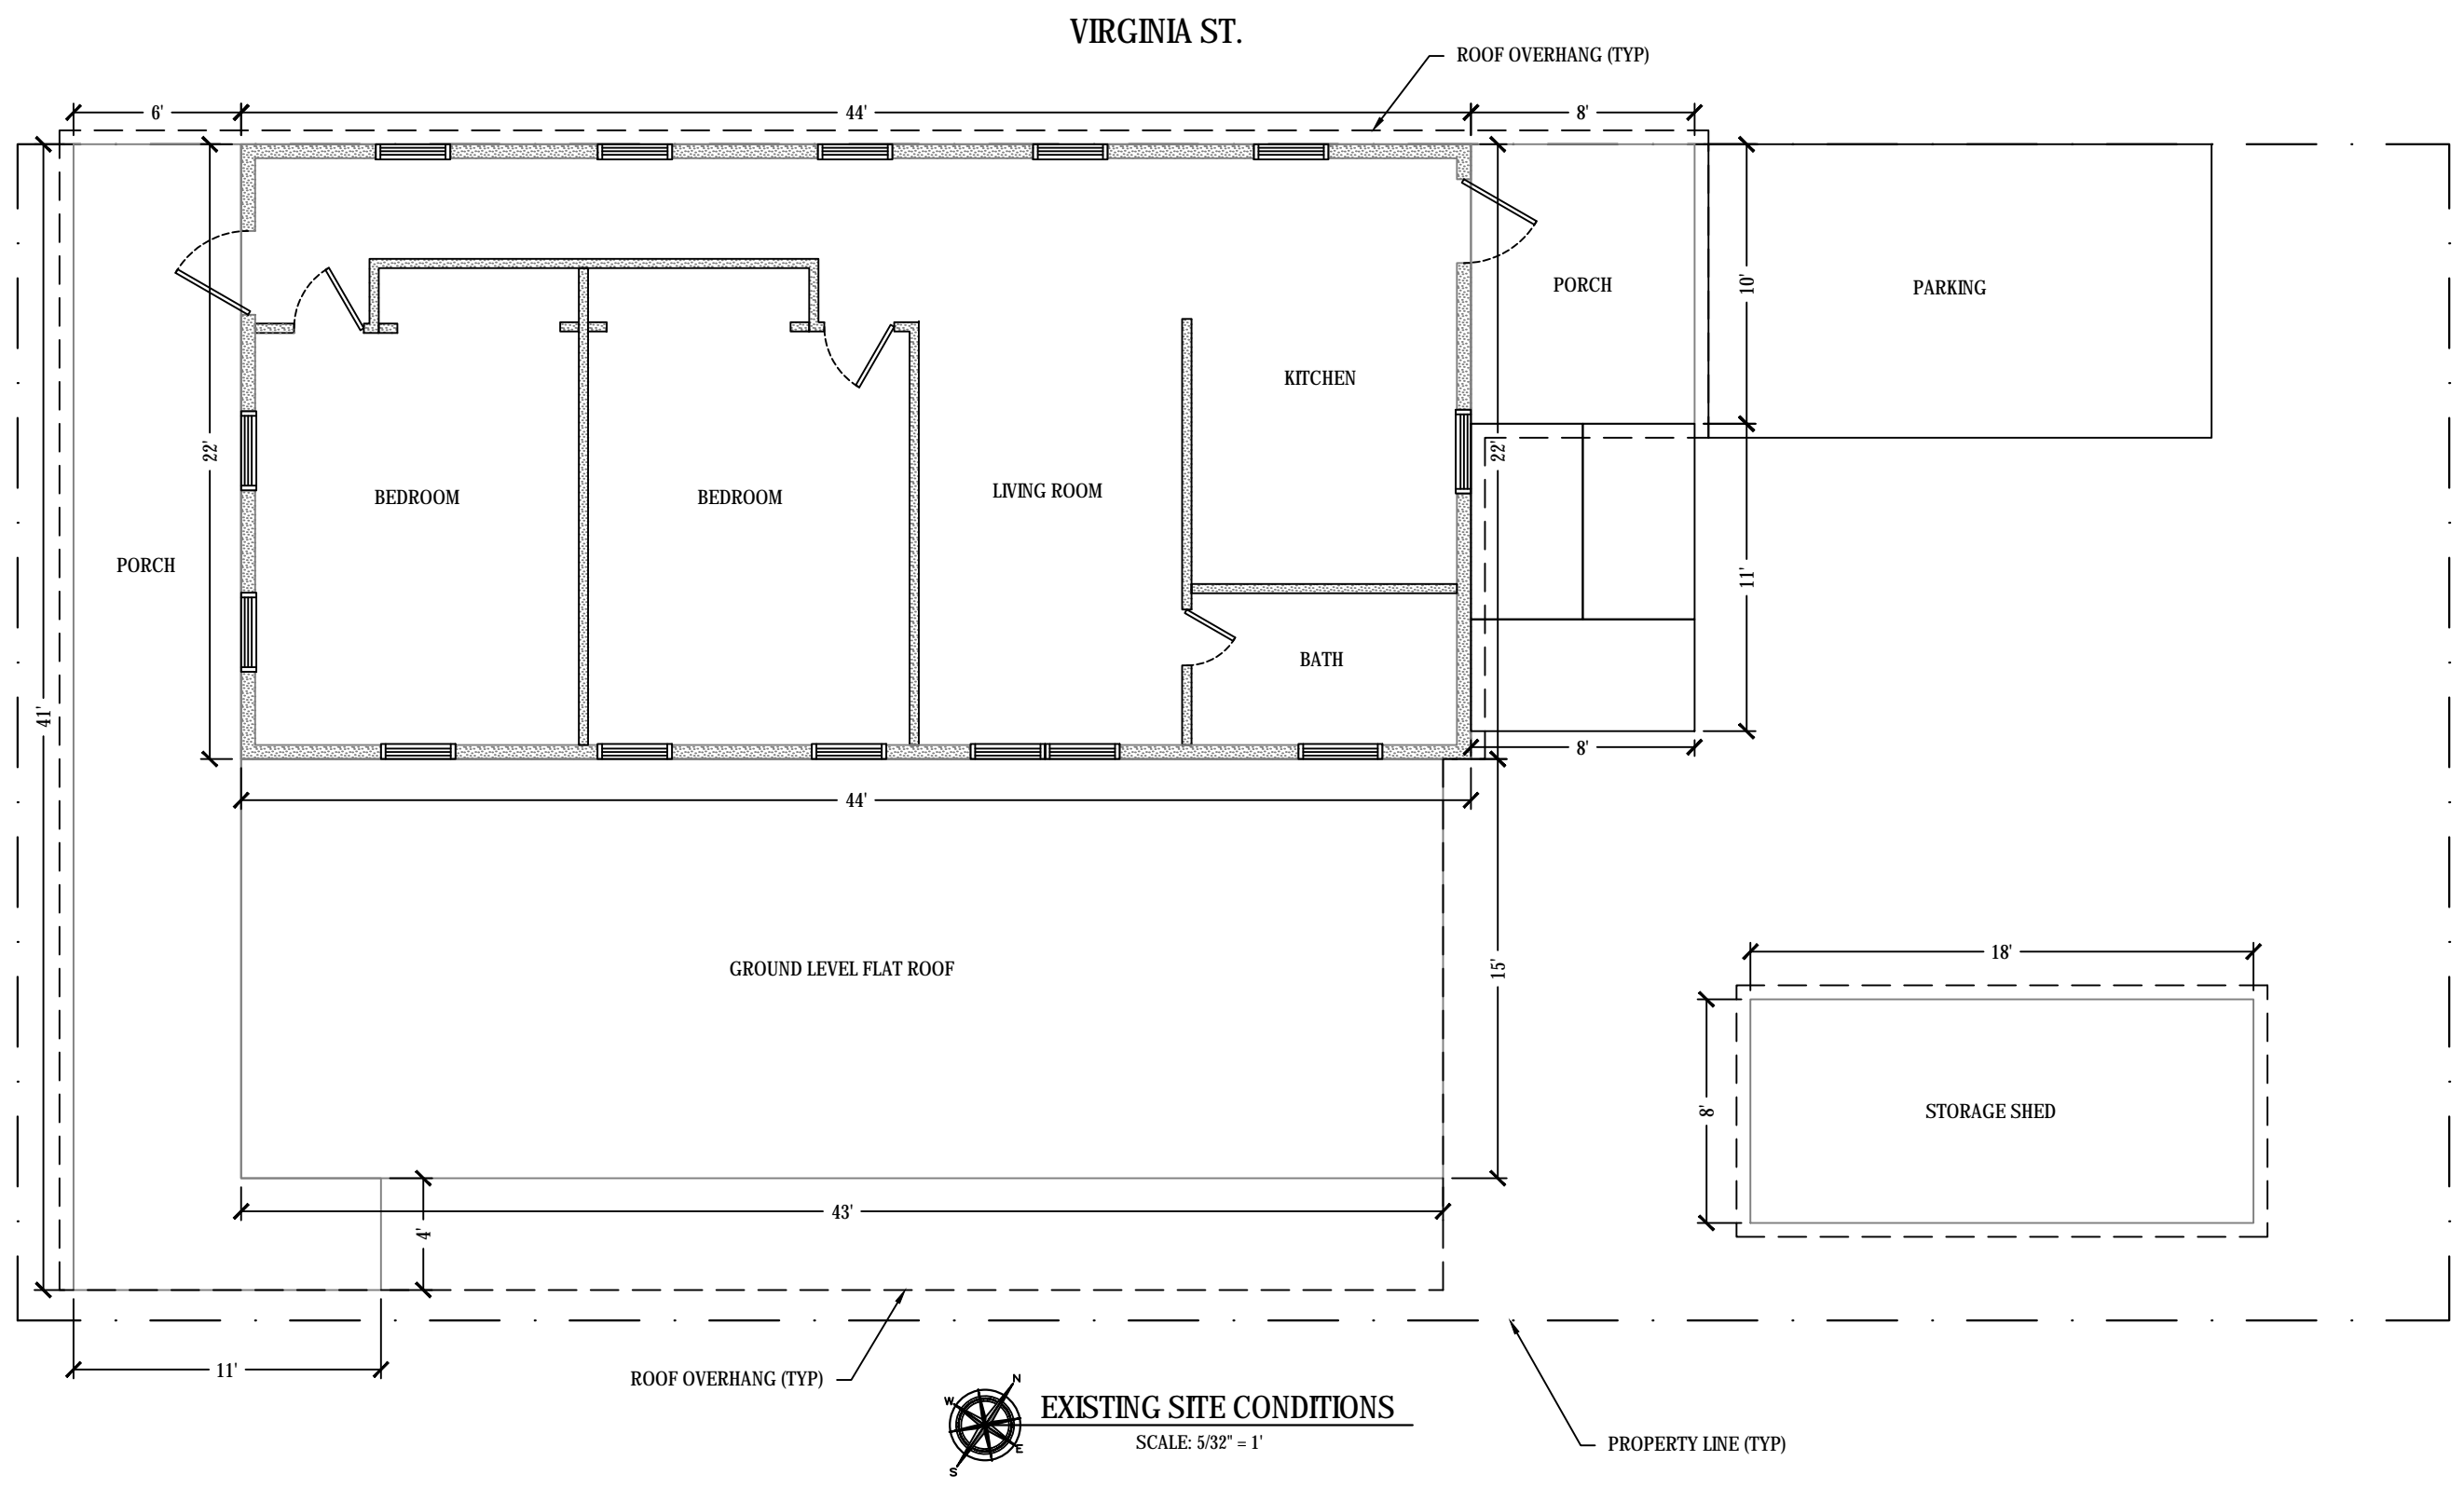 VIRGINIA ST.
ROOF OVERHANG (TYP)
6'
44'
8'
10'
PORCH
PARKING
KITCHEN
22'
22'
LIVING ROOM
BEDROOM
BEDROOM
PORCH
11'
BATH
41'
8'
44'
18'
GROUND LEVEL FLAT ROOF
15'
8'
STORAGE SHED
43'
4'
11'
ROOF OVERHANG (TYP)
N
W
E
S
EXISTING SITE CONDITIONS
SCALE: 5/32" = 1'
PROPERTY LINE (TYP)